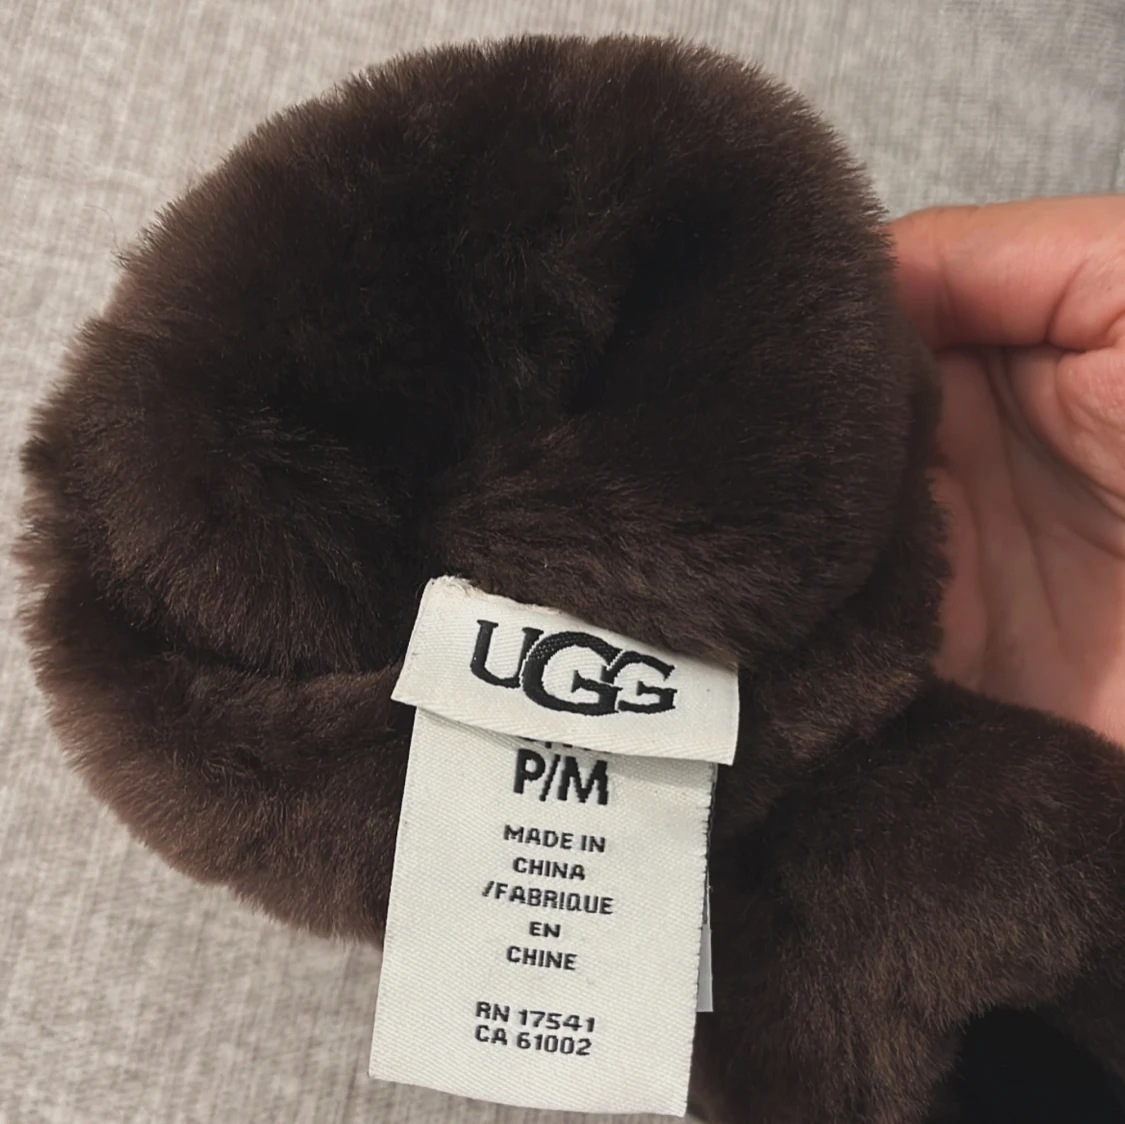 UGG
P/M
MADE IN
CHINA
/FABRIQUE
EN
CHINE
RN 17541
CA 61002